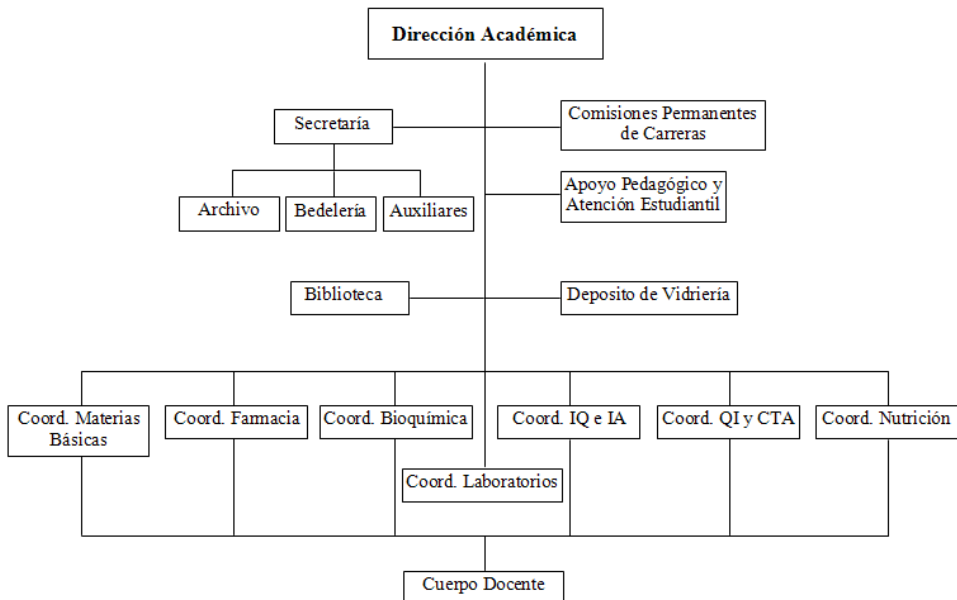 Dirección Académica
Secretaría
Comisiones Permanentes
de Carreras
Apoyo Pedagógico y
Atención Estudiantil
Archivo
Bedelería
Auxiliares
Biblioteca
Deposito de Vidriería
Coord. Materias
Básicas
Coord. Farmacia
Coord. Bioquímica
Coord. IQ e IA
Coord. QI y CTA
Coord. Nutrición
Coord. Laboratorios
Cuerpo Docente